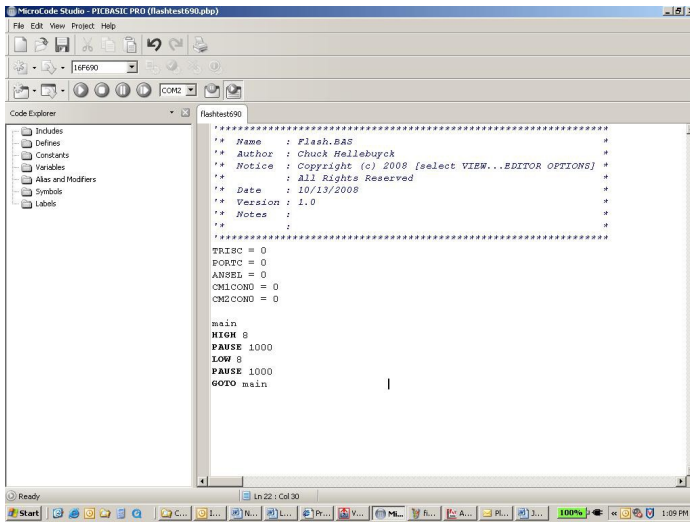 MicroCode Studio - PICBASIC PRO (flashtest690.pbp)
File Edit View Project Help
16F690
COM2
Code Explorer
flashtest690
Includes
Defines
Constants
Variables
Alias and Modifiers
Symbols
Labels
'****************************************************************
'* Name : Flash.BAS *
'* Author : Chuck Hellebuyck *
'* Notice : Copyright (c) 2008 [select VIEW...EDITOR OPTIONS] *
'* : All Rights Reserved *
'* Date : 10/13/2008 *
'* Version : 1.0 *
'* Notes : *
'* : *
'****************************************************************
TRISC = 0
PORTC = 0
ANSEL = 0
CM1CON0 = 0
CM2CON0 = 0
main
HIGH 8
PAUSE 1000
LOW 8
PAUSE 1000
GOTO main
Ready
Ln 22 : Col 30
Start C... I... N... L... Pr... V... Mi... fi... A... Pl... J... 100% « 1:09 PM